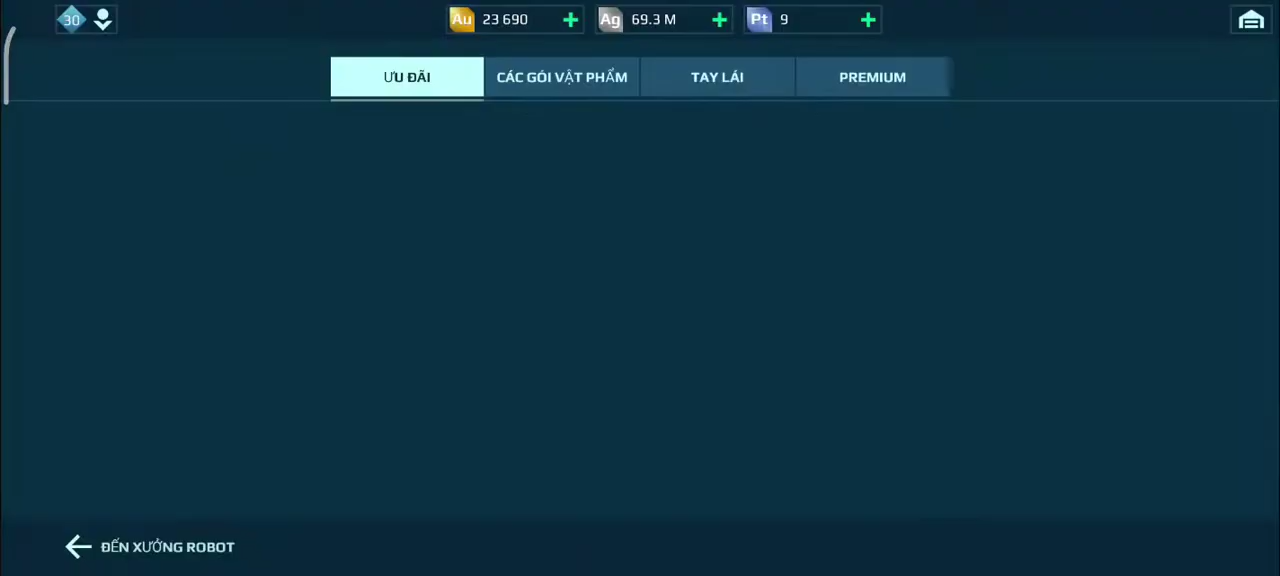 30
Au 23 690 +
Ag 69.3 M +
Pt 9 +
ƯU ĐÃI
CÁC GÓI VẬT PHẨM
TAY LÁI
PREMIUM
ĐẾN XƯỞNG ROBOT